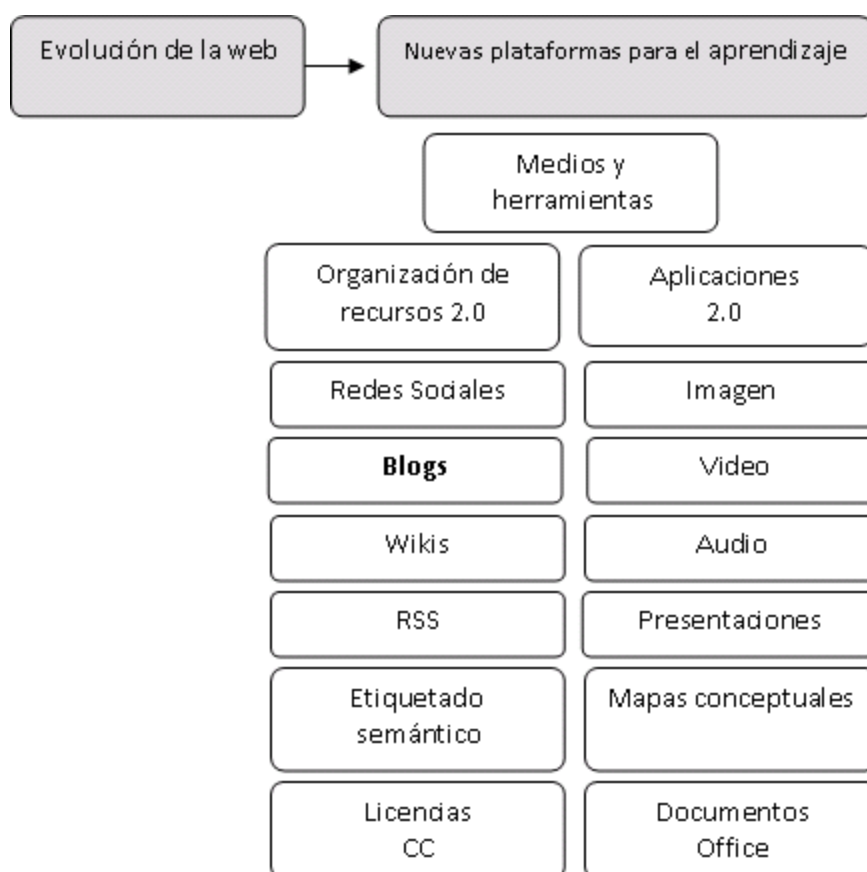 Evolución de la web
Nuevas plataformas para el aprendizaje
Medios y
herramientas
Organización de
recursos 2.0
Aplicaciones
2.0
Redes Sociales
Imagen
Blogs
Video
Wikis
Audio
RSS
Presentaciones
Etiquetado
semántico
Mapas conceptuales
Licencias
CC
Documentos
Office